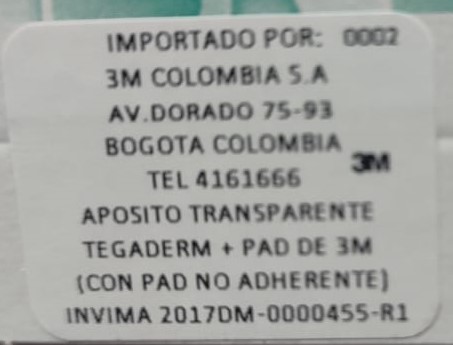 IMPORTADO POR: 0002
3M COLOMBIA S.A
AV.DORADO 75-93
BOGOTA COLOMBIA
3M
TEL 4161666
APOSITO TRANSPARENTE
TEGADERM + PAD DE 3M
(CON PAD NO ADHERENTE)
INVIMA 2017DM-0000455-R1